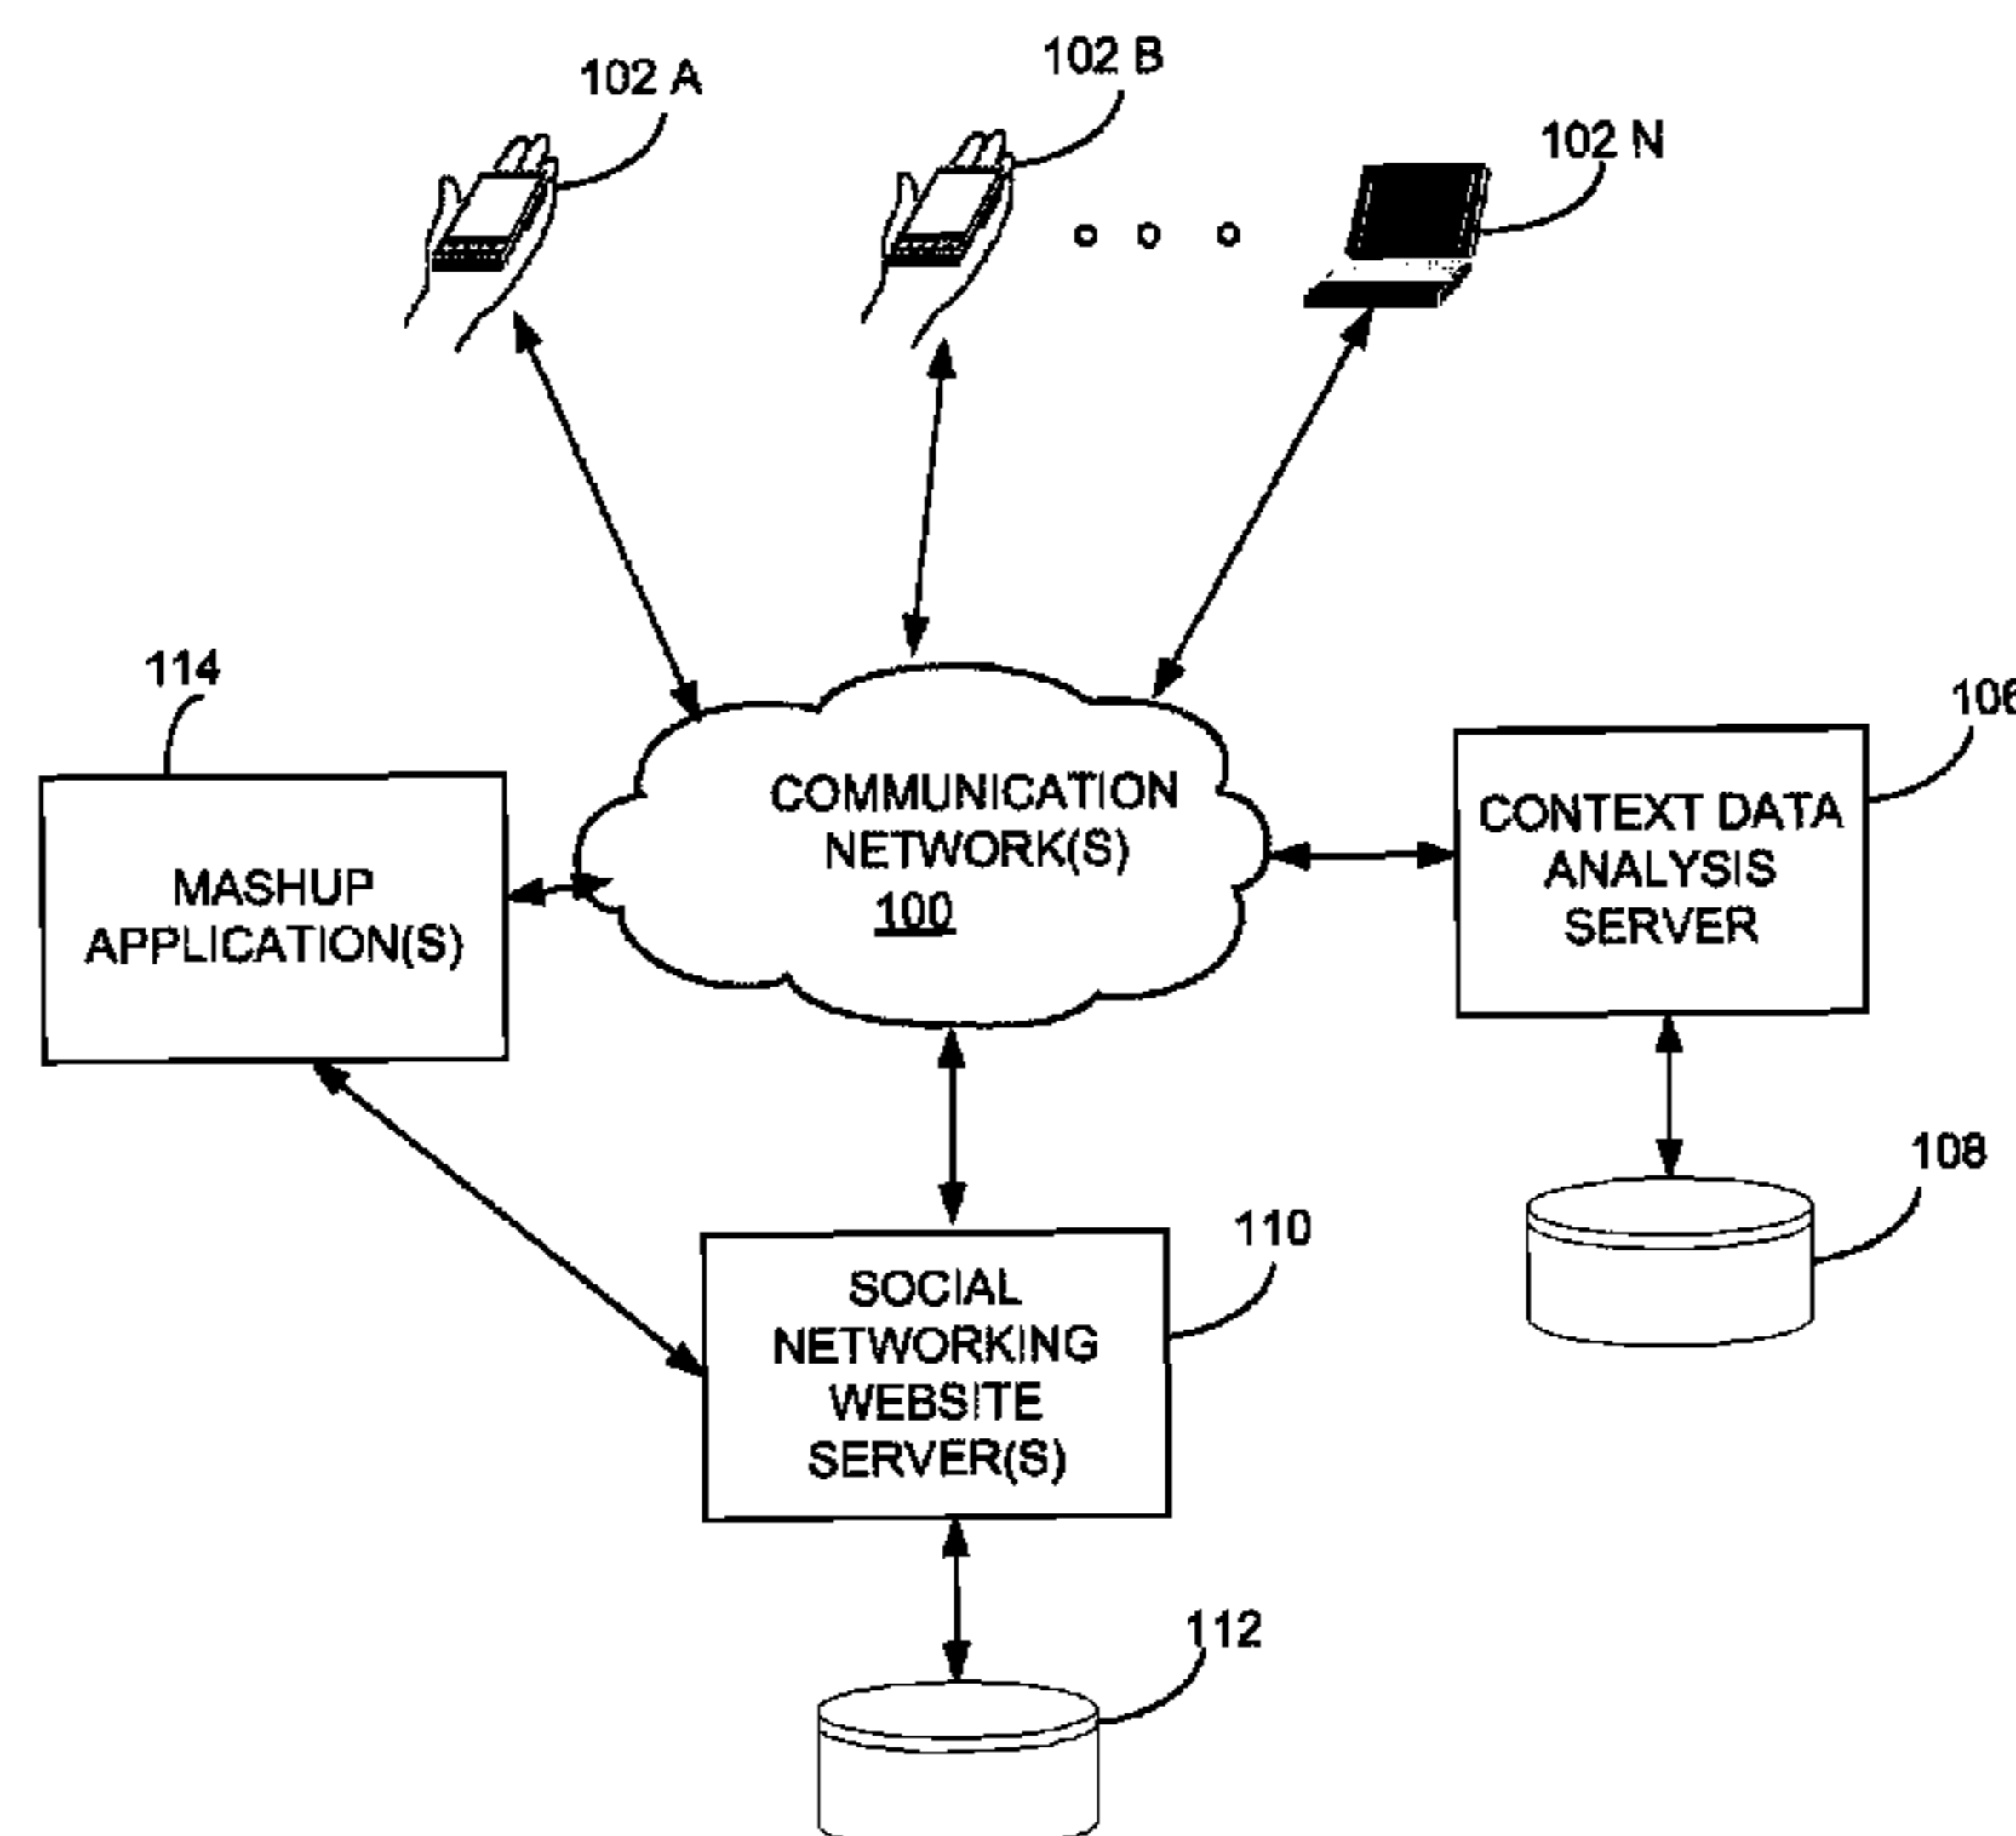 102 A
102 B
102 N
114
106
COMMUNICATION
NETWORK(S)
100
CONTEXT DATA
ANALYSIS
SERVER
MASHUP
APPLICATION(S)
108
110
SOCIAL
NETWORKING
WEBSITE
SERVER(S)
112